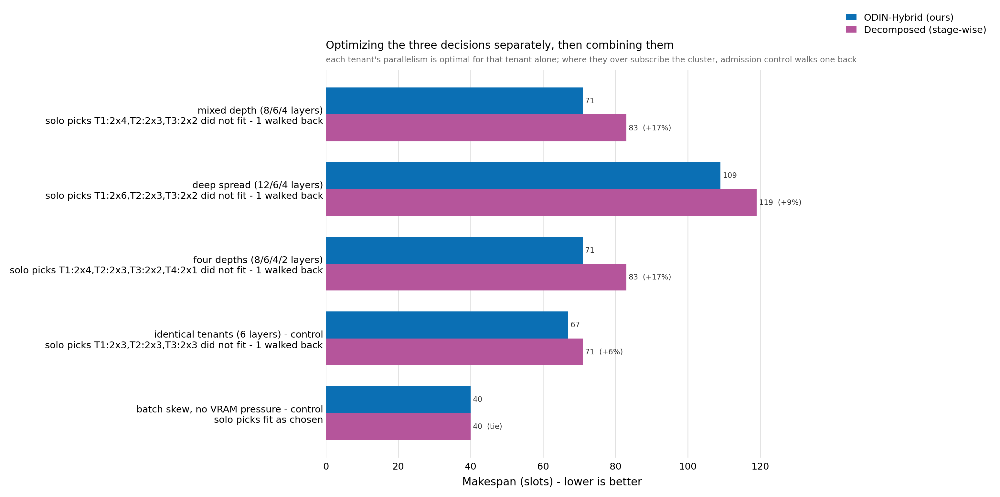 ODIN-Hybrid (ours)
Decomposed (stage-wise)
Optimizing the three decisions separately, then combining them
each tenant's parallelism is optimal for that tenant alone; where they over-subscribe the cluster, admission control walks one back
mixed depth (8/6/4 layers)
solo picks T1:2x4,T2:2x3,T3:2x2 did not fit - 1 walked back
71
83 (+17%)
deep spread (12/6/4 layers)
solo picks T1:2x6,T2:2x3,T3:2x2 did not fit - 1 walked back
109
119 (+9%)
four depths (8/6/4/2 layers)
solo picks T1:2x4,T2:2x3,T3:2x2,T4:2x1 did not fit - 1 walked back
71
83 (+17%)
identical tenants (6 layers) - control
solo picks T1:2x3,T2:2x3,T3:2x3 did not fit - 1 walked back
67
71 (+6%)
batch skew, no VRAM pressure - control
solo picks fit as chosen
40
40 (tie)
0 20 40 60 80 100 120
Makespan (slots) - lower is better